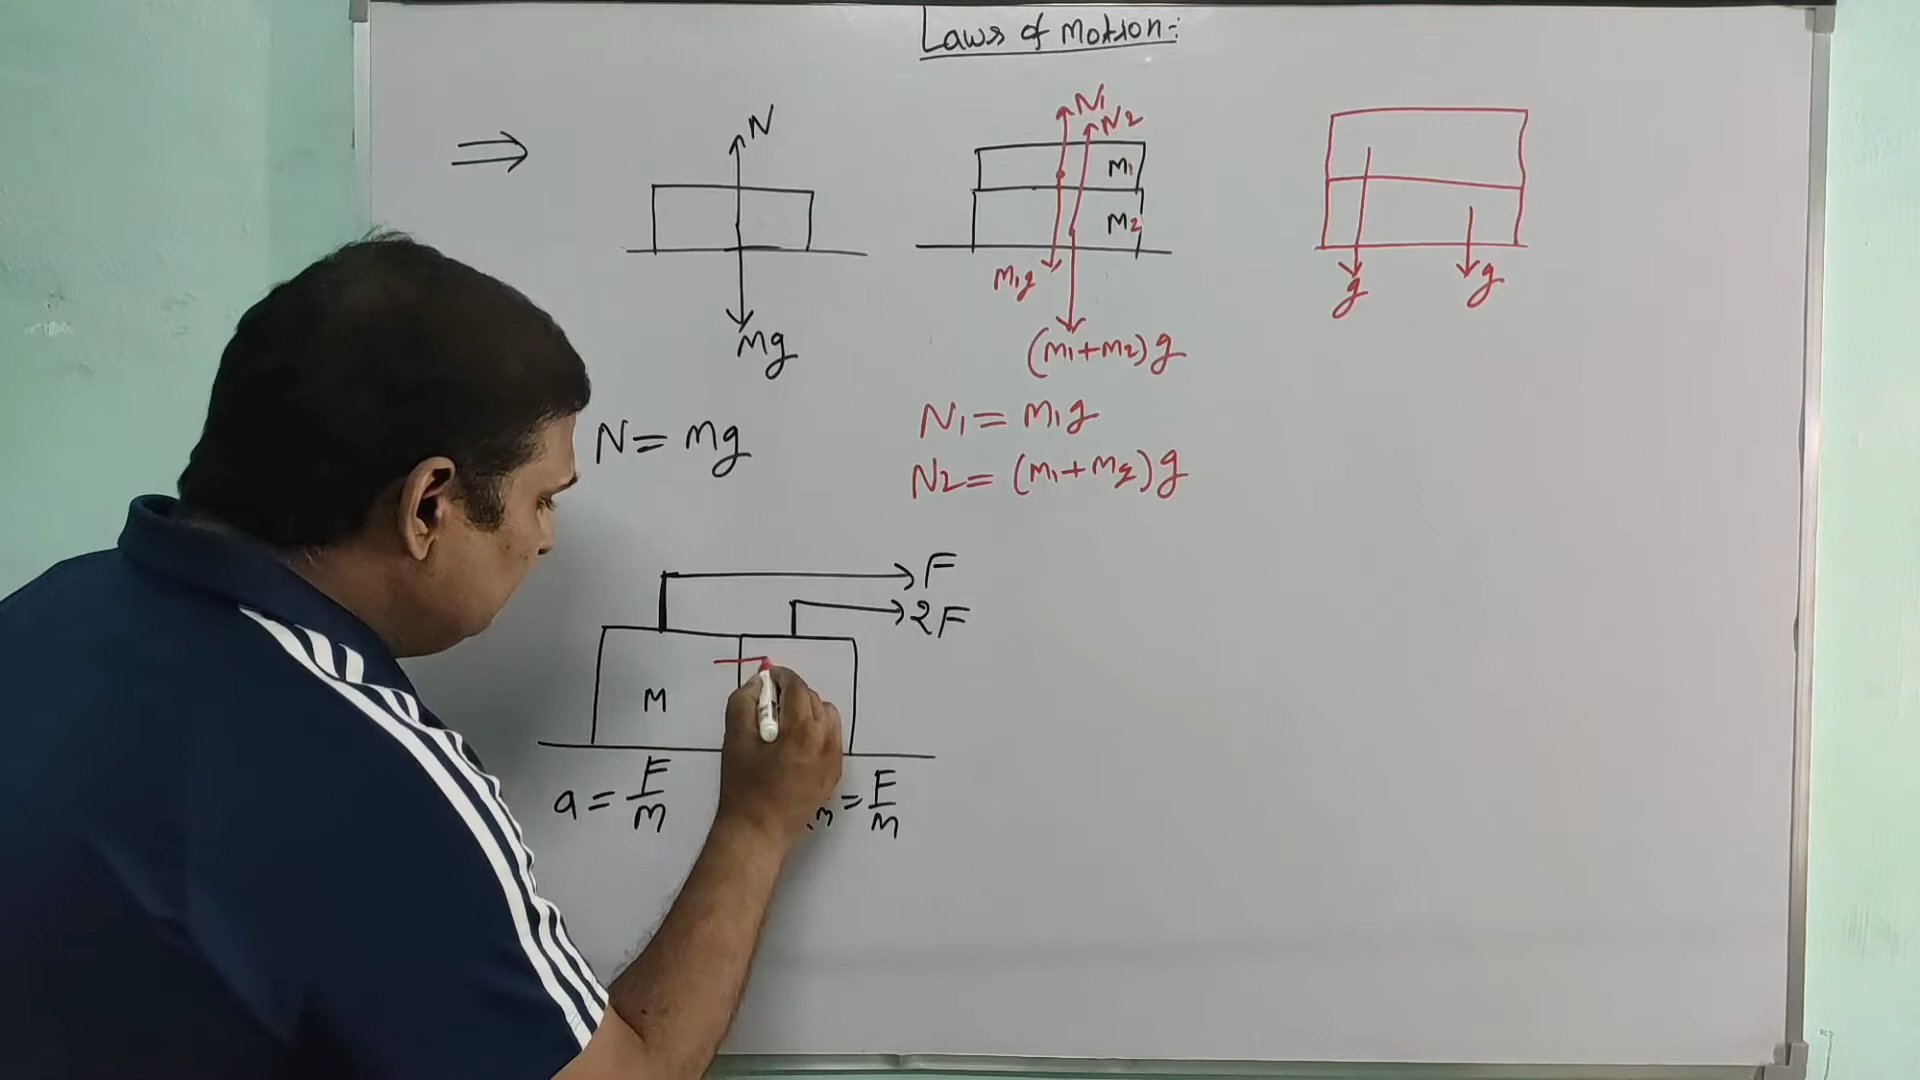 Laws of motion:-
⇒
N
mg
N = mg
N1
N2
m1
m2
m1g
(m1+m2)g
N1 = m1g
N2 = (m1+m2)g
g
g
F
2F
M
a = F/m
m = F/m